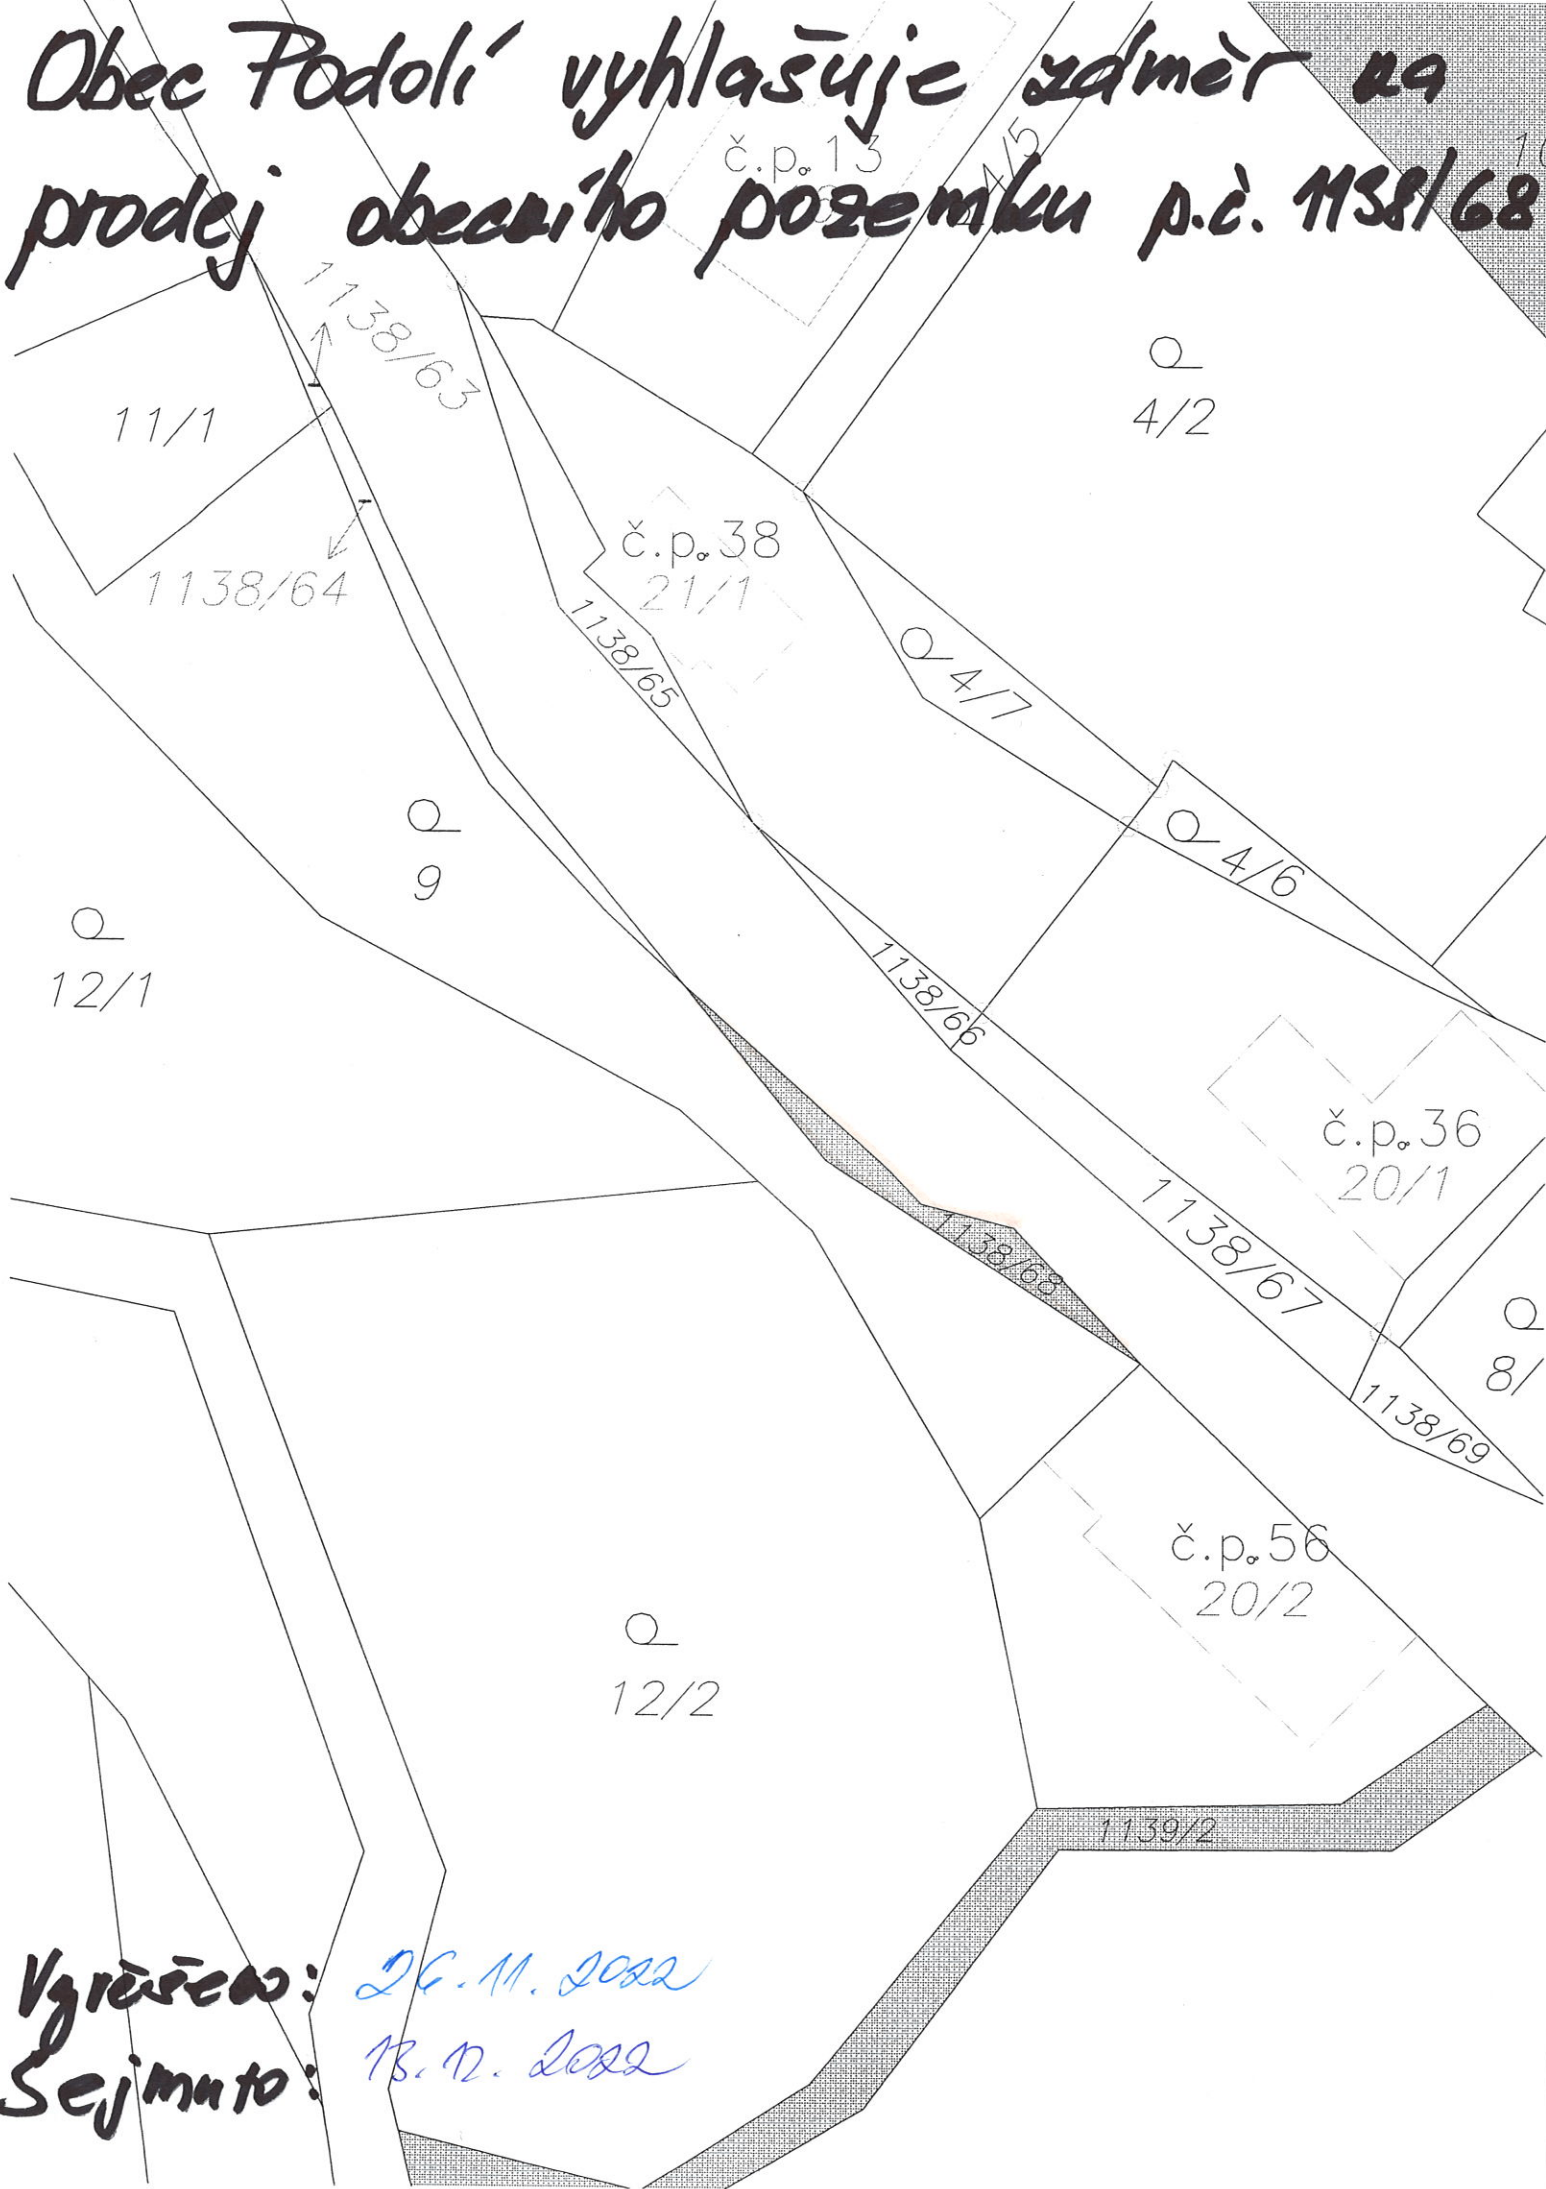 Obec Podolí vyhlašuje záměr na
č.p. 13
4/5
prodej obecního pozemku p.č. 1138/68
1138/63
11/1
4/2
č.p. 38
21/1
1138/64
1138/65
4/7
9
4/6
12/1
1138/66
č.p. 36
20/1
1138/67
1138/68
8/
1138/69
č.p. 56
20/2
12/2
1139/2
Vyvěšeno: 26.11.2022
Sejmuto: 13.12.2022